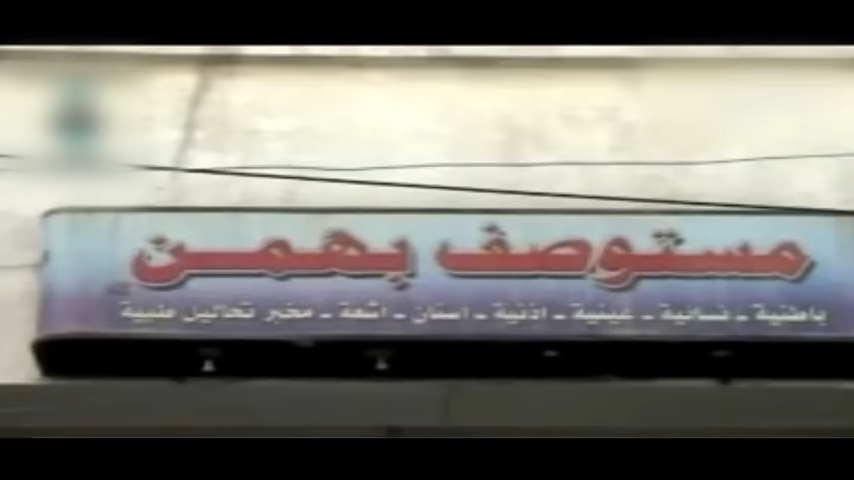 مستوصف بهمن
باطنية - نسائية - عينية - اذنية - اسنان - اشعة - مخبر تحاليل طبية